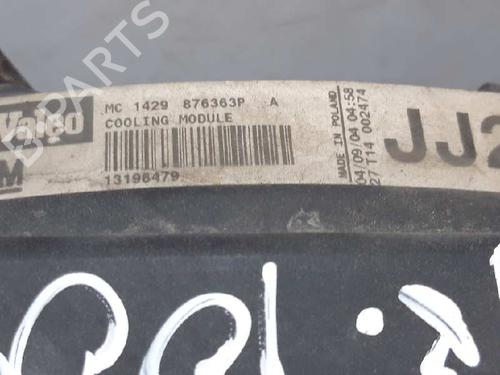 B-PARTS
Valeo
MC 1429 876363P A
COOLING MODULE
13196479
MADE IN POLAND
04/09/04 04:58
27 T14 002474
JJ2